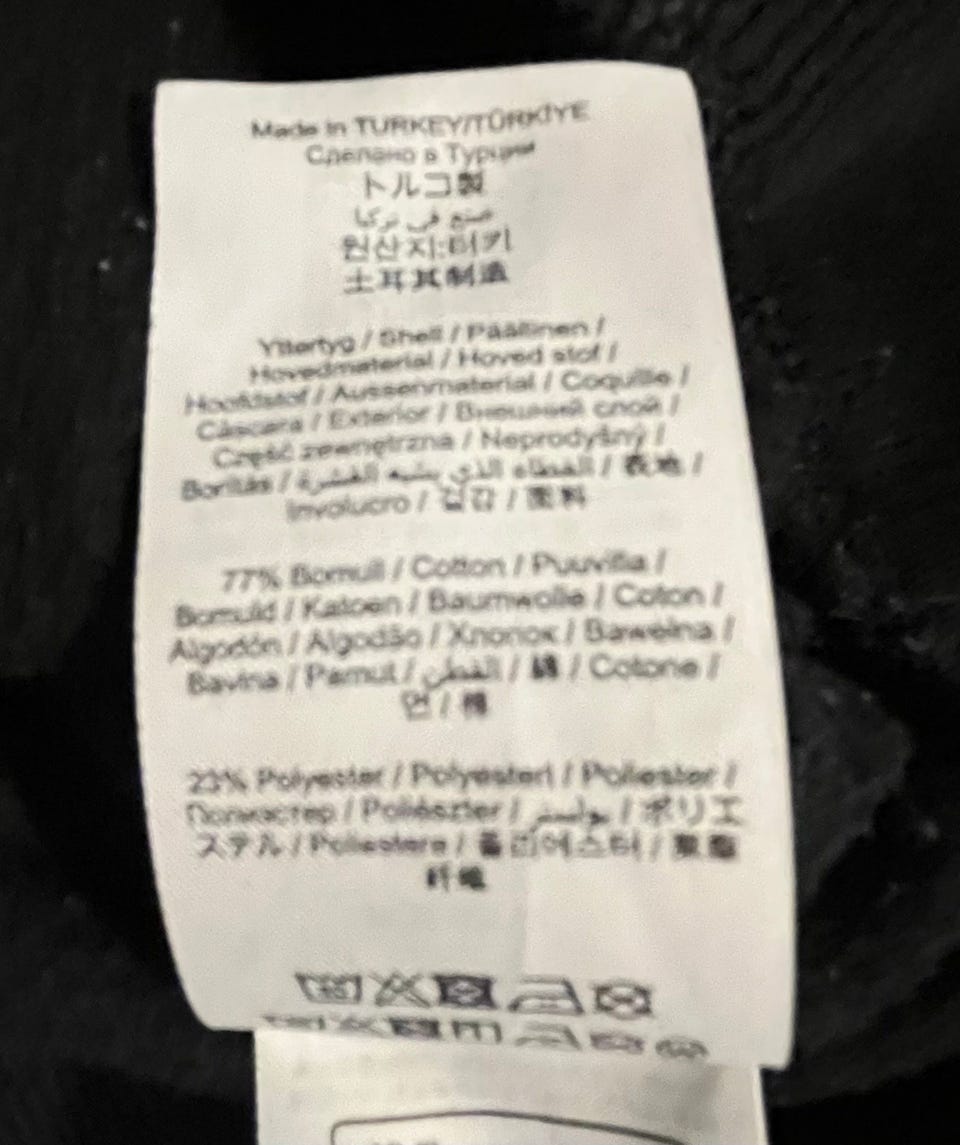 Made in TURKEY/TÜRKİYE
Сделано в Турции
トルコ製
صنع في تركيا
원산지:터키
土耳其制造
Yttertyg / Shell / Päällinen /
Hovedmaterial / Hoved stof /
Hoofdstof / Aussenmaterial / Coquille /
Cáscara / Exterior / Внешний слой /
Część zewnętrzna / Neprodyšný /
Borítás / الغطاء الذي يشبه القشرة / 表地 /
Involucro / 겉감 / 面料
77% Bomull / Cotton / Puuvilla /
Bomuld / Katoen / Baumwolle / Coton /
Algodón / Algodão / Хлопок / Bawełna /
Bavlna / Pamut / القطن / 綿 / Cotone /
면 / 棉
23% Polyester / Polyesteri / Poliester /
Полиэстер / Poliészter / بوليستر / ポリエ
ステル / Poliestere / 폴리에스터 / 聚酯
纤维